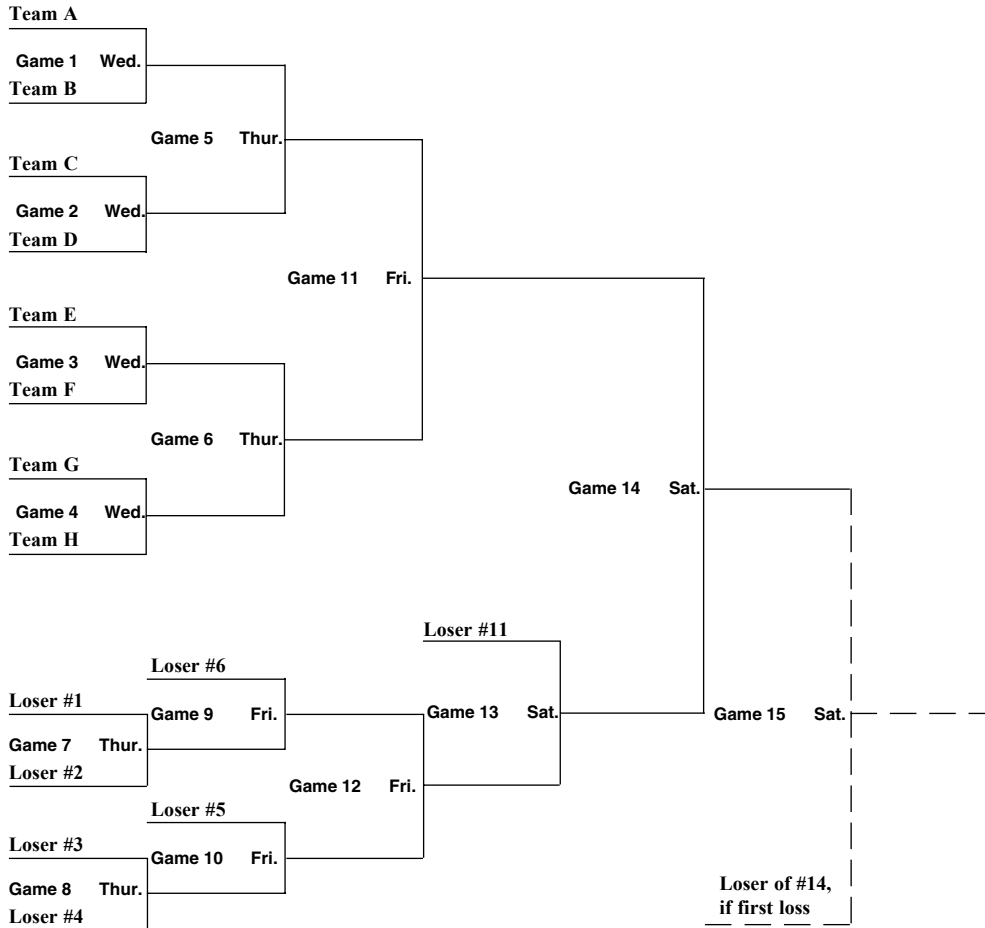 Team A
Game 1 Wed.
Team B
Game 5 Thur.
Team C
Game 2 Wed.
Team D
Game 11 Fri.
Team E
Game 3 Wed.
Team F
Game 6 Thur.
Team G
Game 4 Wed.
Team H
Game 14 Sat.
Loser #11
Loser #6
Loser #1
Game 9 Fri.
Game 13 Sat.
Game 15 Sat.
Game 7 Thur.
Loser #2
Game 12 Fri.
Loser #5
Loser #3
Game 10 Fri.
Game 8 Thur.
Loser #4
Loser of #14,
if first loss